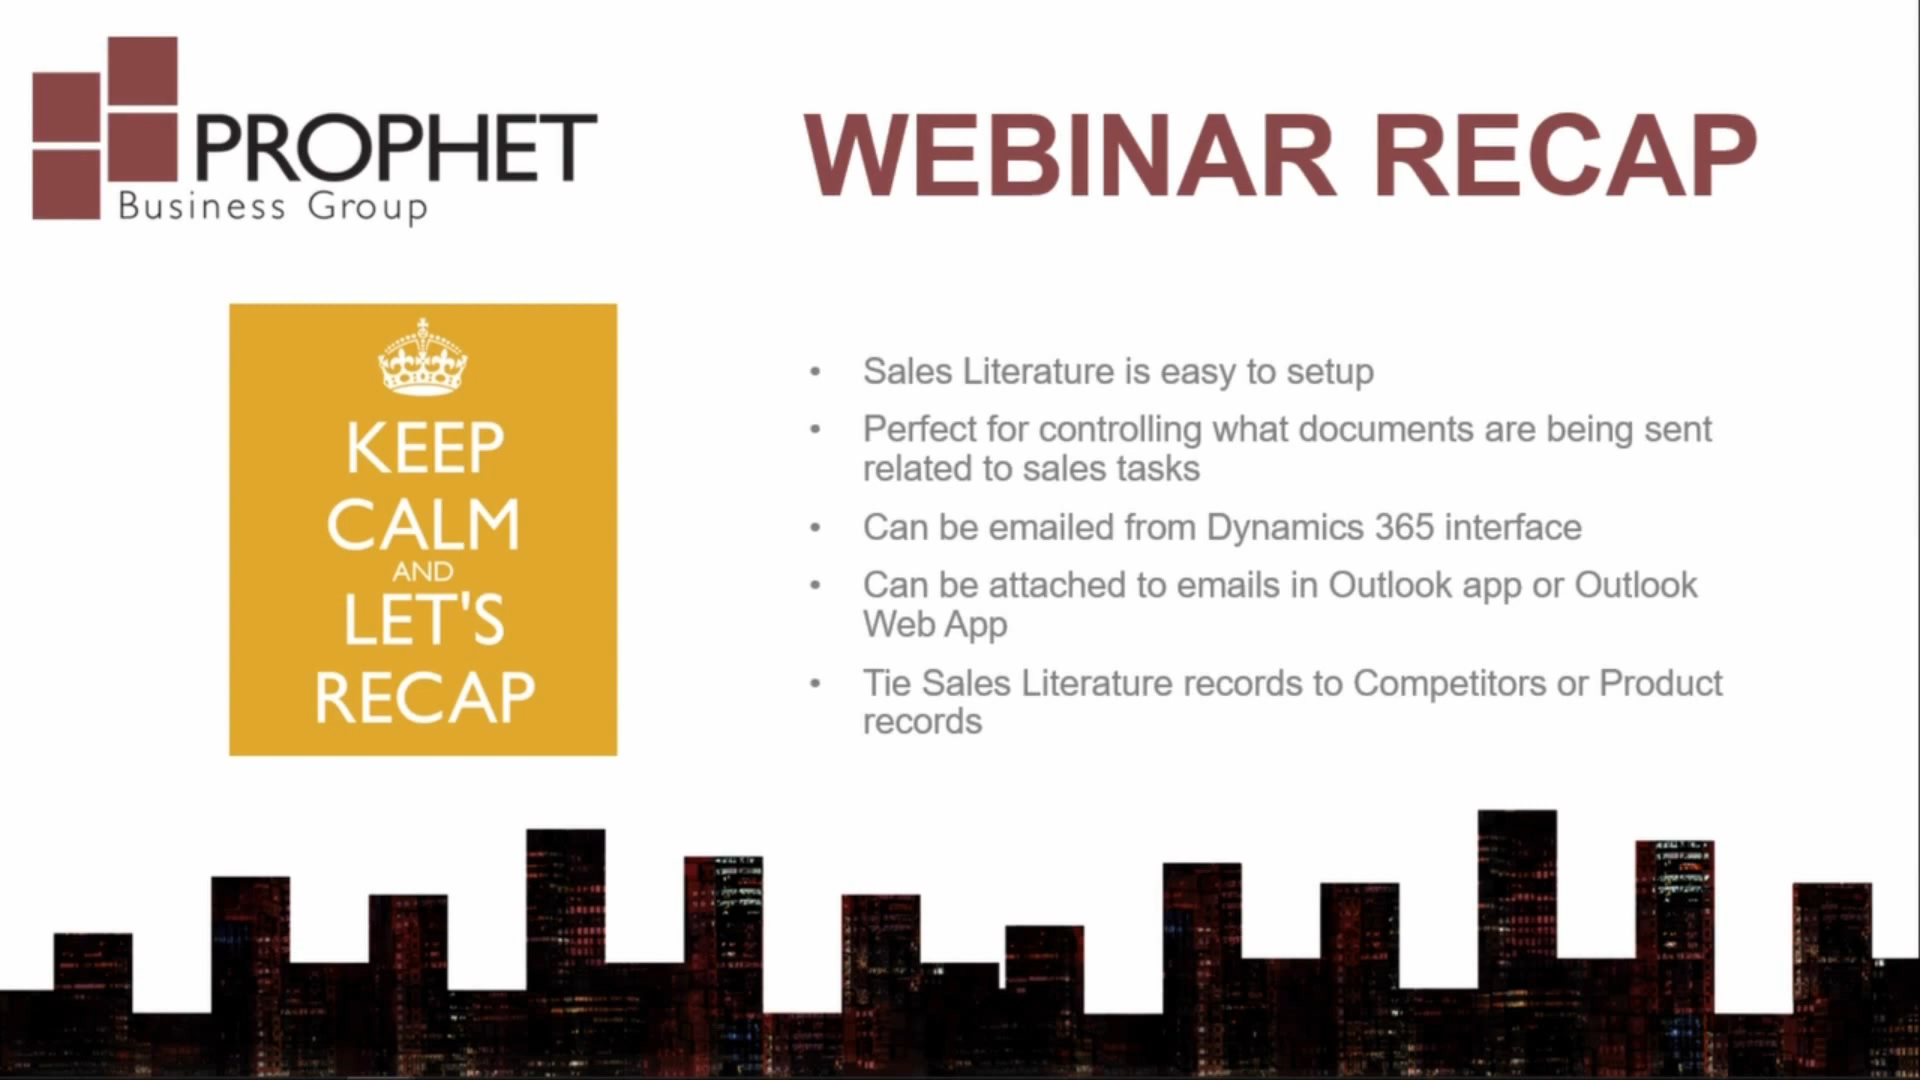 PROPHET
Business Group
WEBINAR RECAP
KEEP
CALM
AND
LET'S
RECAP
• Sales Literature is easy to setup
• Perfect for controlling what documents are being sent
related to sales tasks
• Can be emailed from Dynamics 365 interface
• Can be attached to emails in Outlook app or Outlook
Web App
• Tie Sales Literature records to Competitors or Product
records